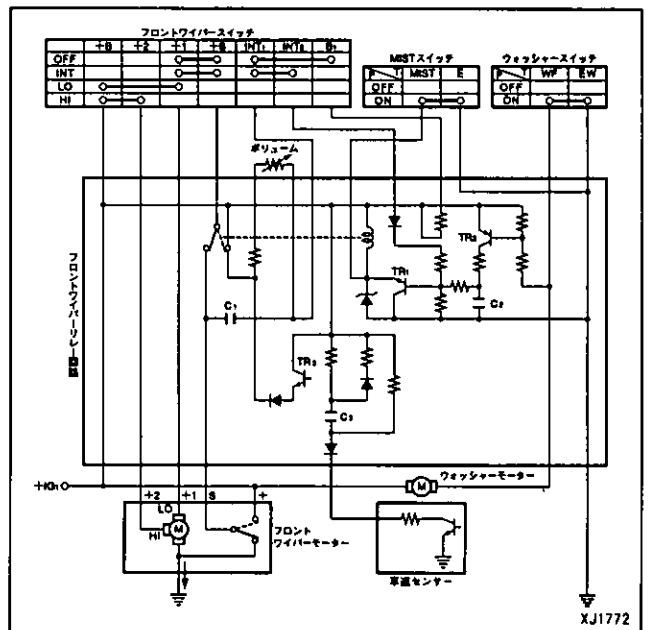 フロントワイパースイッチ
+B +2 +1 +S INT₁ INT₂ B₁
OFF
INT
LO
HI
MISTスイッチ
P T MIST E
OFF
ON
ウォッシャースイッチ
P T WF EW
OFF
ON
ボリューム
フロントワイパーリレー回路
TR₂
TR₁
C₁
C₂
TR₃
C₃
ウォッシャーモーター
+IGn
+2 +1 S +
LO
HI
M
M
フロント
ワイパーモーター
車速センサー
XJ1772